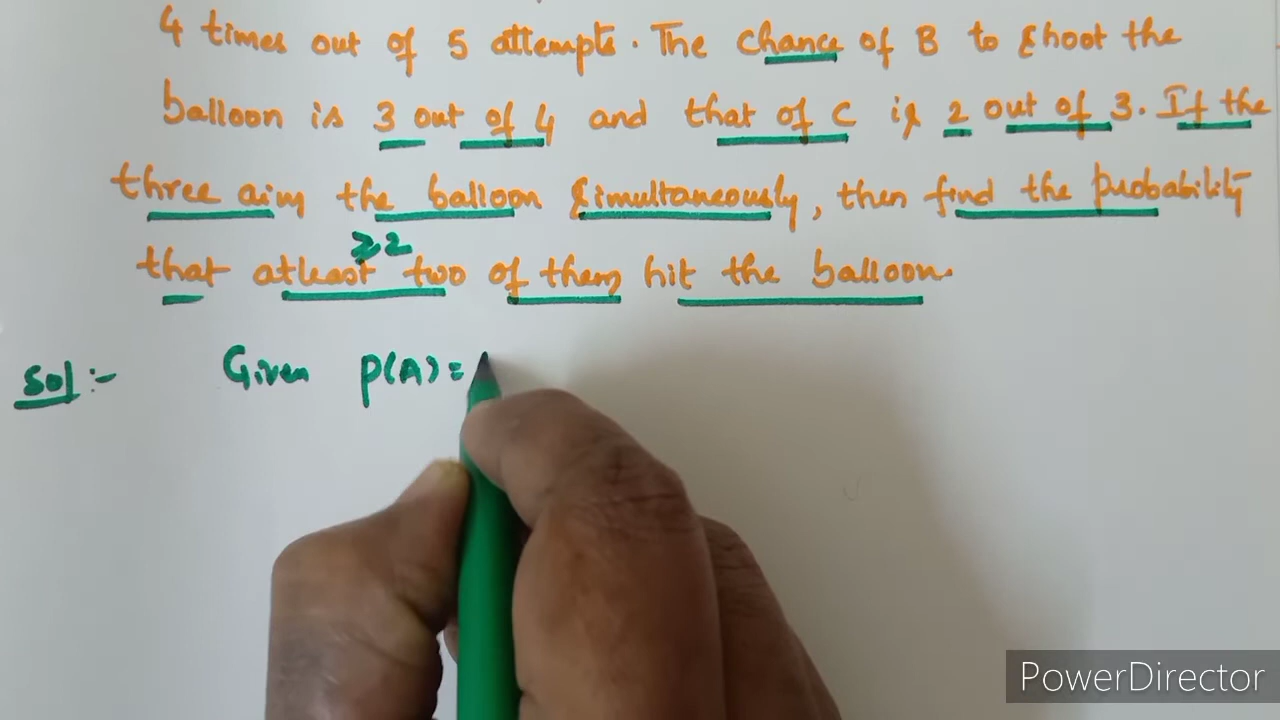 4 times out of 5 attempts. The chance of B to shoot the
balloon is 3 out of 4 and that of C is 2 out of 3. If the
three aim the balloon simultaneously, then find the probability
≥2
that atleast two of them hit the balloon.
Sol:- Given P(A)=
PowerDirector